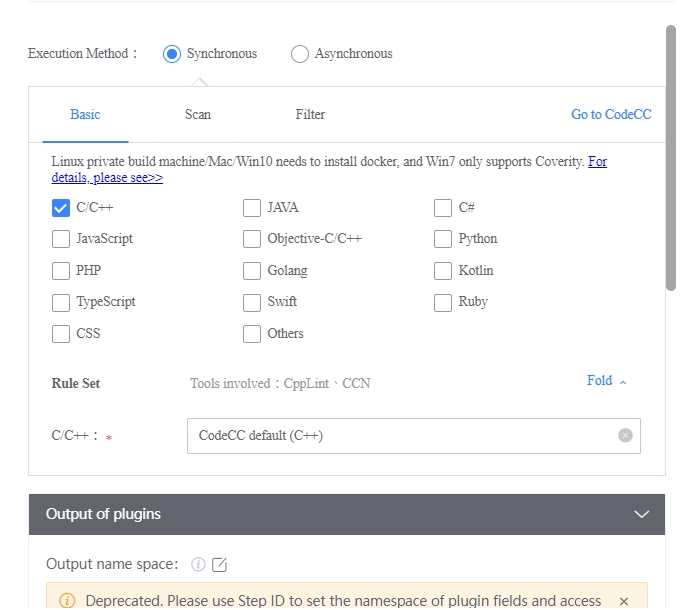 Execution Method： Synchronous Asynchronous
Basic Scan Filter Go to CodeCC
Linux private build machine/Mac/Win10 needs to install docker, and Win7 only supports Coverity. For
details, please see>>
C/C++ JAVA C#
JavaScript Objective-C/C++ Python
PHP Golang Kotlin
TypeScript Swift Ruby
CSS Others
Rule Set Tools involved：CppLint、CCN Fold
C/C++： *
CodeCC default (C++)
Output of plugins
Output name space:
Deprecated. Please use Step ID to set the namespace of plugin fields and access